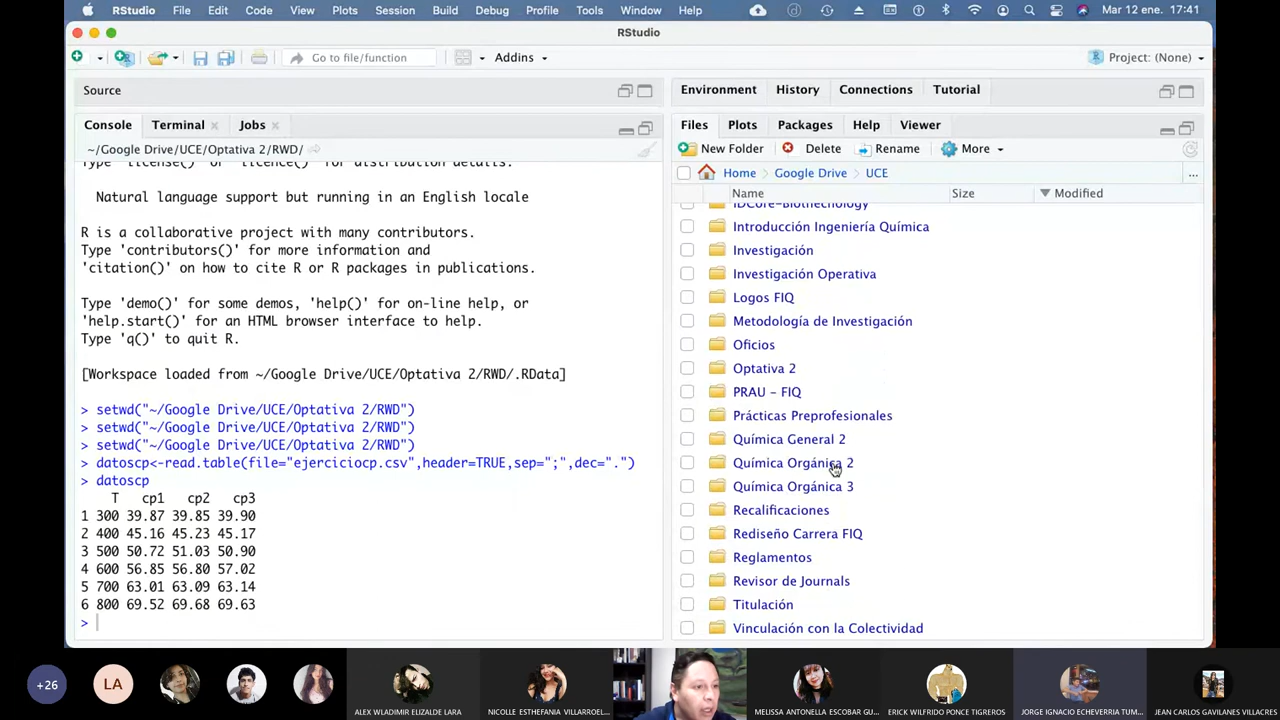 RStudio File Edit Code View Plots Session Build Debug Profile Tools Window Help Mar 12 ene. 17:41
RStudio
Go to file/function Addins Project: (None)
Source
Console Terminal Jobs
~/Google Drive/UCE/Optativa 2/RWD/
Type 'license()' or 'licence()' for distribution details.
Natural language support but running in an English locale
R is a collaborative project with many contributors.
Type 'contributors()' for more information and
'citation()' on how to cite R or R packages in publications.
Type 'demo()' for some demos, 'help()' for on-line help, or
'help.start()' for an HTML browser interface to help.
Type 'q()' to quit R.
[Workspace loaded from ~/Google Drive/UCE/Optativa 2/RWD/.RData]
> setwd("~/Google Drive/UCE/Optativa 2/RWD")
> setwd("~/Google Drive/UCE/Optativa 2/RWD")
> setwd("~/Google Drive/UCE/Optativa 2/RWD")
> datoscp<-read.table(file="ejerciciocp.csv",header=TRUE,sep=";",dec=".")
> datoscp
T cp1 cp2 cp3
1 300 39.87 39.85 39.90
2 400 45.16 45.23 45.17
3 500 50.72 51.03 50.90
4 600 56.85 56.80 57.02
5 700 63.01 63.09 63.14
6 800 69.52 69.68 69.63
>
Environment History Connections Tutorial
Files Plots Packages Help Viewer
New Folder Delete Rename More
Home Google Drive UCE ...
Name Size Modified
IDCore-Biothecnology
Introducción Ingeniería Química
Investigación
Investigación Operativa
Logos FIQ
Metodología de Investigación
Oficios
Optativa 2
PRAU - FIQ
Prácticas Preprofesionales
Química General 2
Química Orgánica 2
Química Orgánica 3
Recalificaciones
Rediseño Carrera FIQ
Reglamentos
Revisor de Journals
Titulación
Vinculación con la Colectividad
+26 LA
ALEX WLADIMIR ELIZALDE LARA
NICOLLE ESTHEFANIA VILLARROEL...
MELISSA ANTONELLA ESCOBAR GU...
ERICK WILFRIDO PONCE TIGREROS
JORGE IGNACIO ECHEVERRIA TUM...
JEAN CARLOS GAVILANES VILLACRES